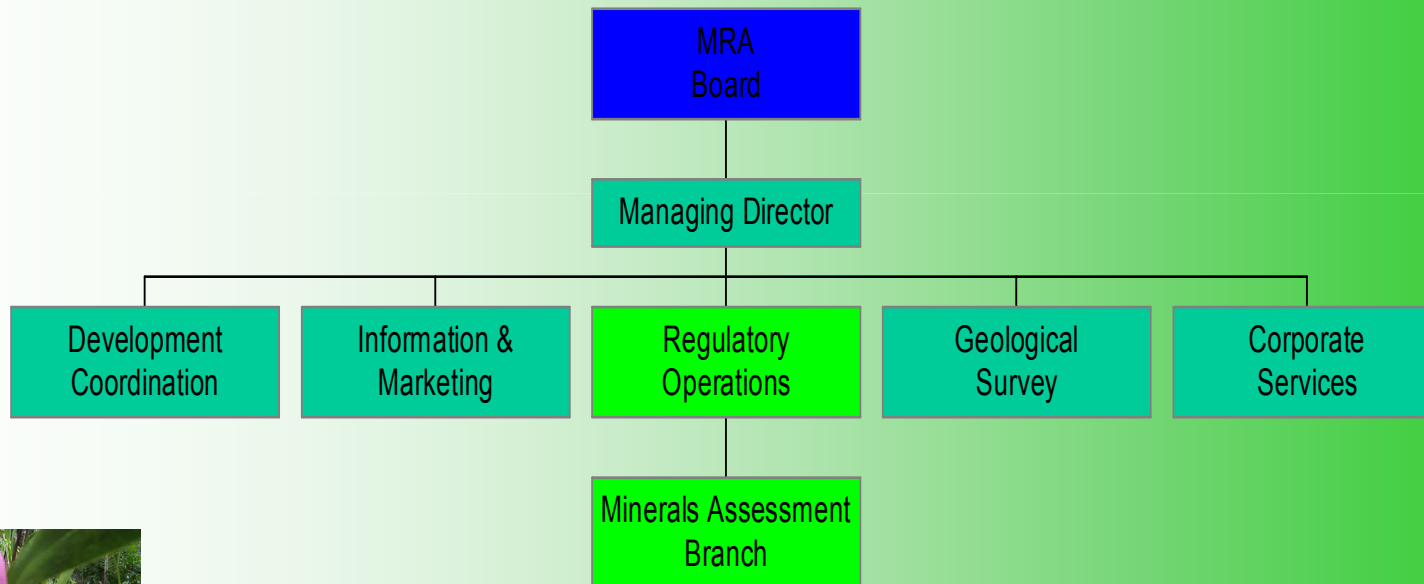 MRA
Board
Managing Director
Development
Coordination
Information &
Marketing
Regulatory
Operations
Geological
Survey
Corporate
Services
Minerals Assessment
Branch